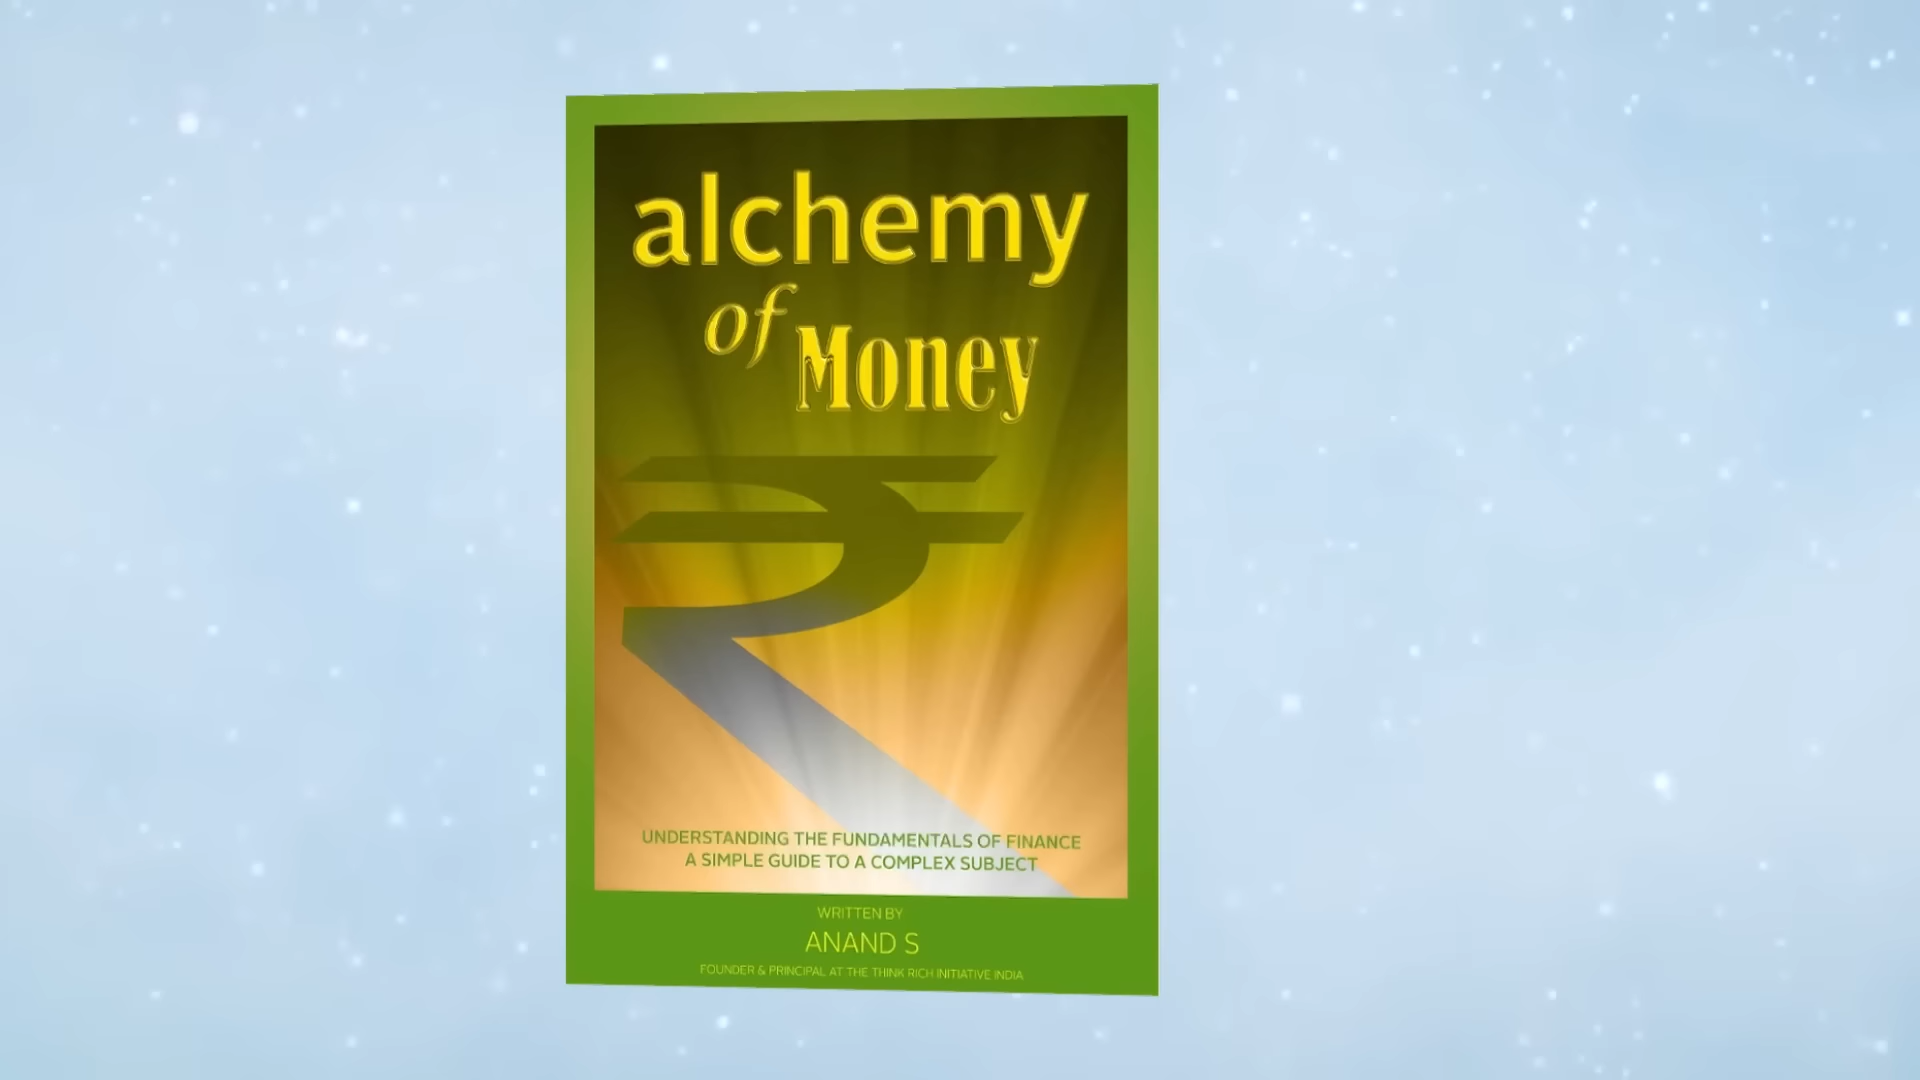 alchemy
of Money
UNDERSTANDING THE FUNDAMENTALS OF FINANCE
A SIMPLE GUIDE TO A COMPLEX SUBJECT
WRITTEN BY
ANAND S
FOUNDER & PRINCIPAL AT THE THINK RICH INITIATIVE INDIA